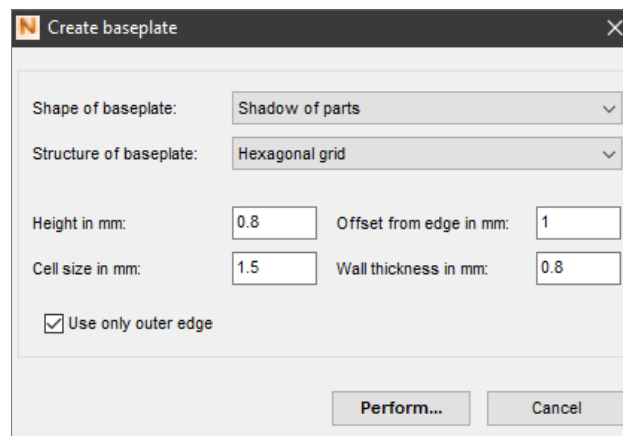 N Create baseplate
Shape of baseplate: Shadow of parts
Structure of baseplate: Hexagonal grid
Height in mm: 0.8 Offset from edge in mm: 1
Cell size in mm: 1.5 Wall thickness in mm: 0.8
Use only outer edge
Perform... Cancel